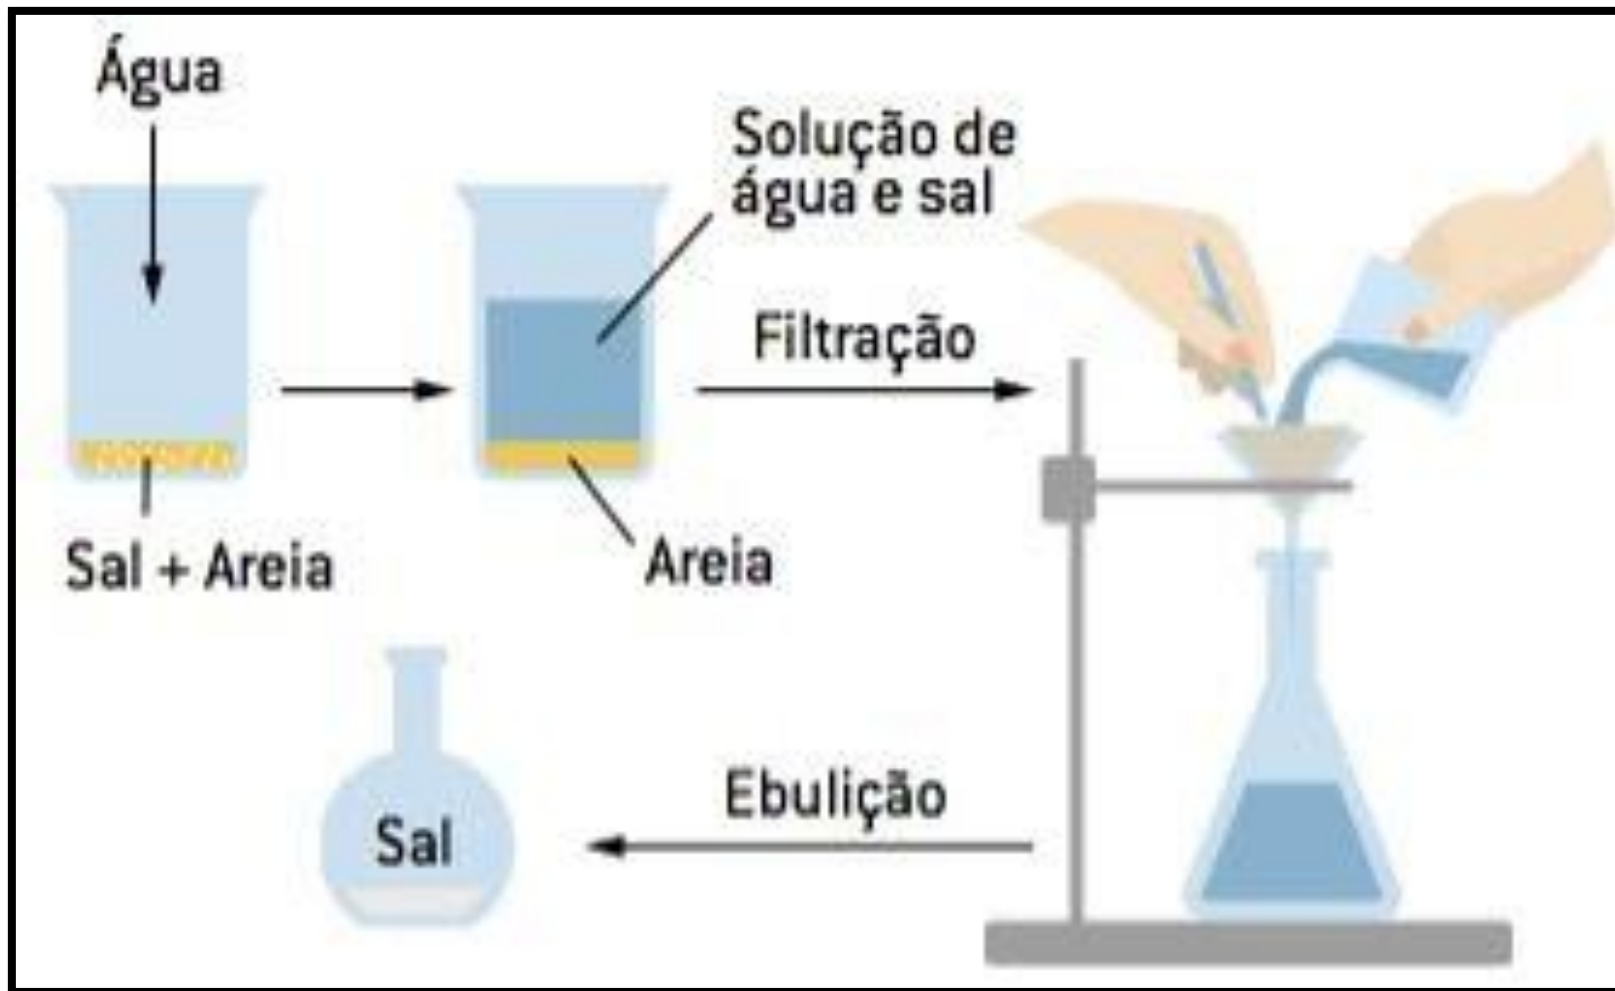 Água
Sal + Areia
Solução de
água e sal
Areia
Filtração
Ebulição
Sal